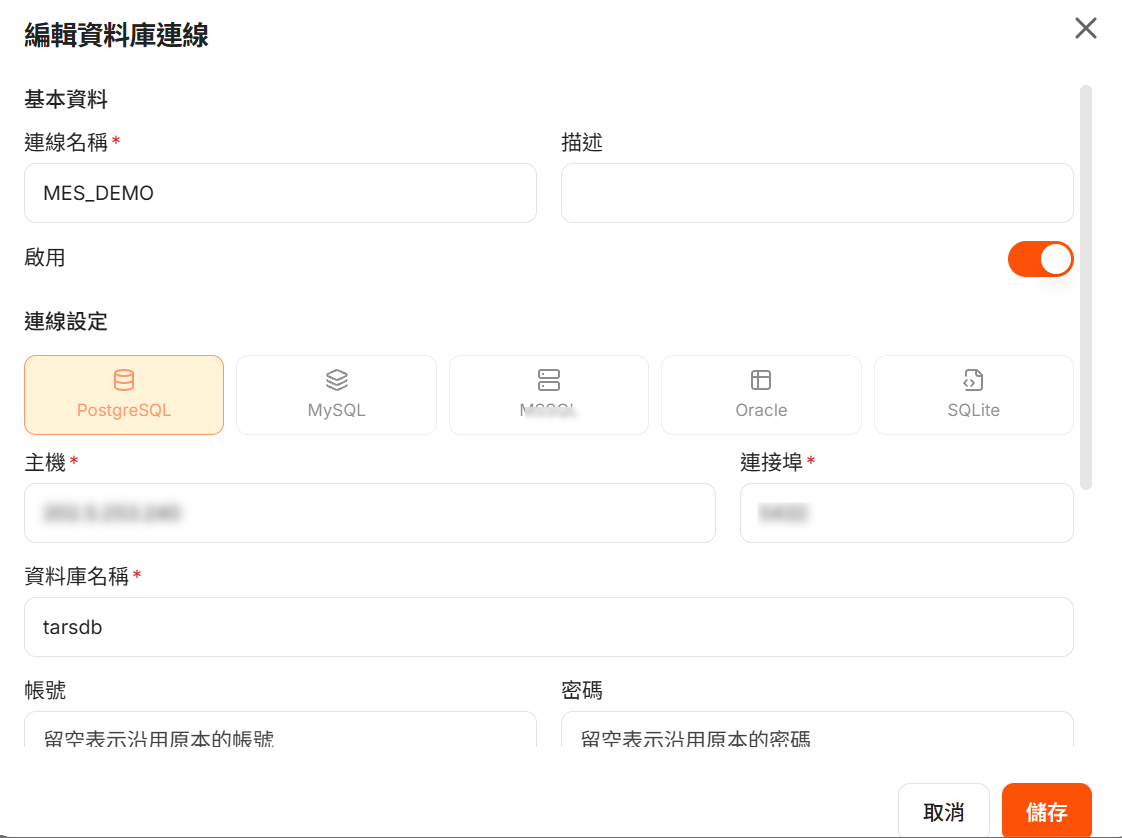 編輯資料庫連線
基本資料
連線名稱*
描述
MES_DEMO
啟用
連線設定
PostgreSQL
MySQL
Oracle
SQLite
主機*
連接埠*
資料庫名稱*
tarsdb
帳號
密碼
留空表示沿用原本的帳號
留空表示沿用原本的密碼
取消
儲存